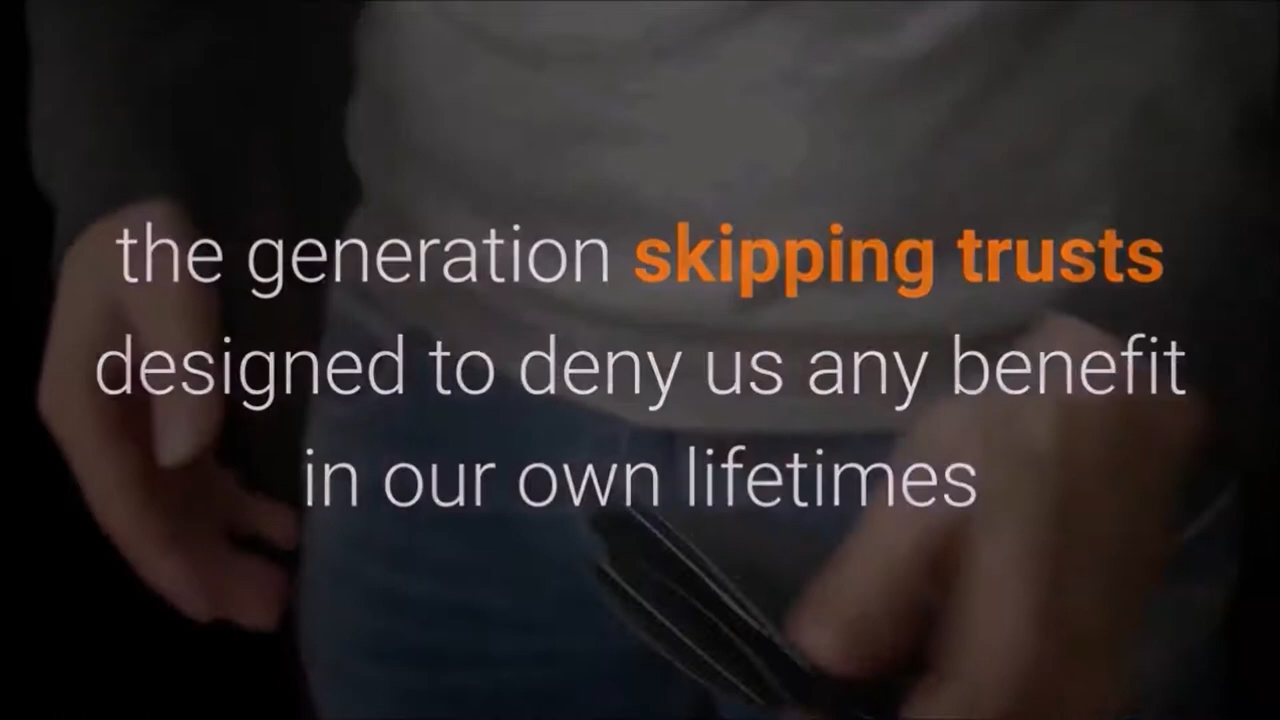 the generation skipping trusts
designed to deny us any benefit
in our own lifetimes